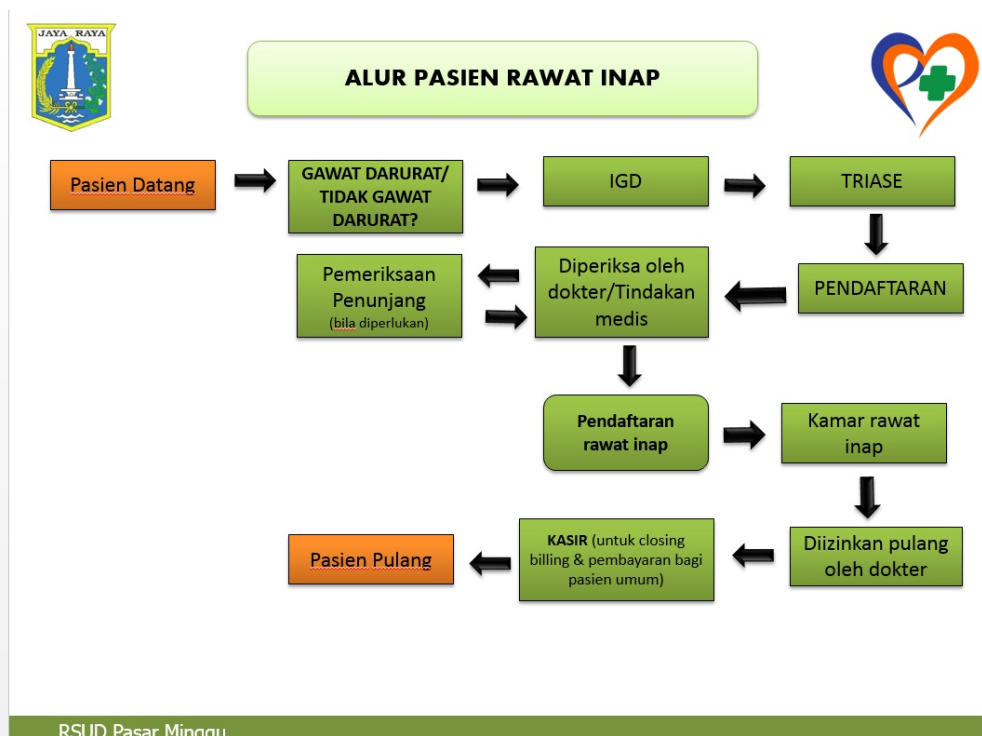 JAYA RAYA
ALUR PASIEN RAWAT INAP
Pasien Datang
GAWAT DARURAT/
TIDAK GAWAT
DARURAT?
IGD
TRIASE
PENDAFTARAN
Diperiksa oleh
dokter/Tindakan
medis
Pemeriksaan
Penunjang
(bila diperlukan)
Pendaftaran
rawat inap
Kamar rawat
inap
Diizinkan pulang
oleh dokter
KASIR (untuk closing
billing & pembayaran bagi
pasien umum)
Pasien Pulang
RSUD Pasar Minggu